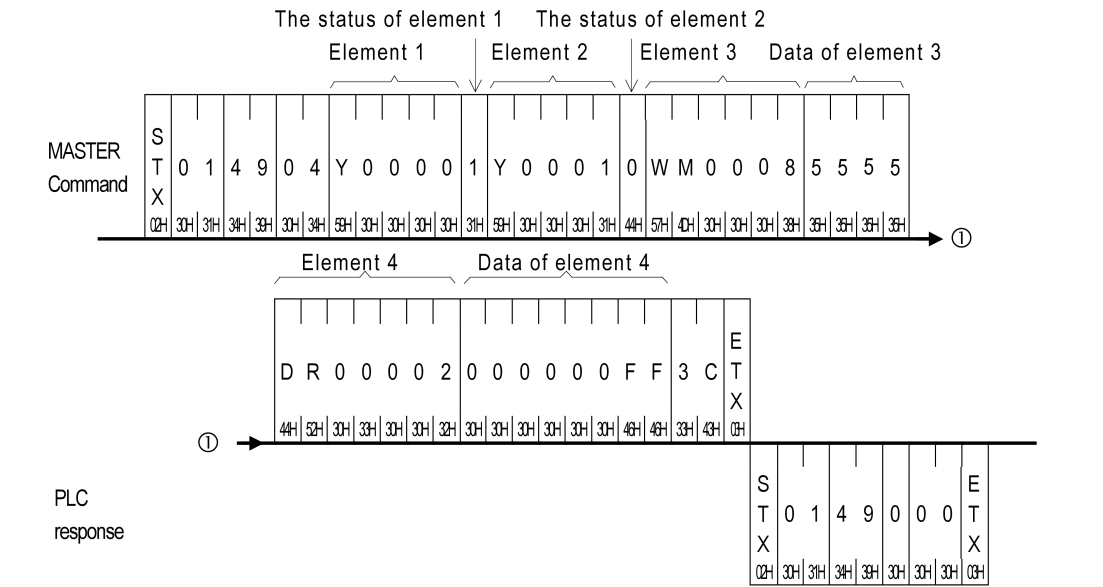 The status of element 1 The status of element 2
Element 1 Element 2 Element 3 Data of element 3
MASTER
Command
STX 0 1 4 9 0 4 Y 0 0 0 0 1 Y 0 0 0 1 0 W M 0 0 0 8 5 5 5 5
02H 30H 31H 34H 39H 30H 34H 59H 30H 30H 30H 30H 31H 59H 30H 30H 30H 31H 44H 57H 4DH 30H 30H 30H 38H 35H 35H 35H 35H
①
Element 4 Data of element 4
D R 0 0 0 0 2 0 0 0 0 0 0 F F 3 C ETX
44H 52H 30H 33H 30H 30H 32H 30H 30H 30H 30H 30H 30H 46H 46H 33H 43H 03H
①
PLC
response
STX 0 1 4 9 0 0 0 ETX
02H 30H 31H 34H 39H 30H 30H 30H 03H